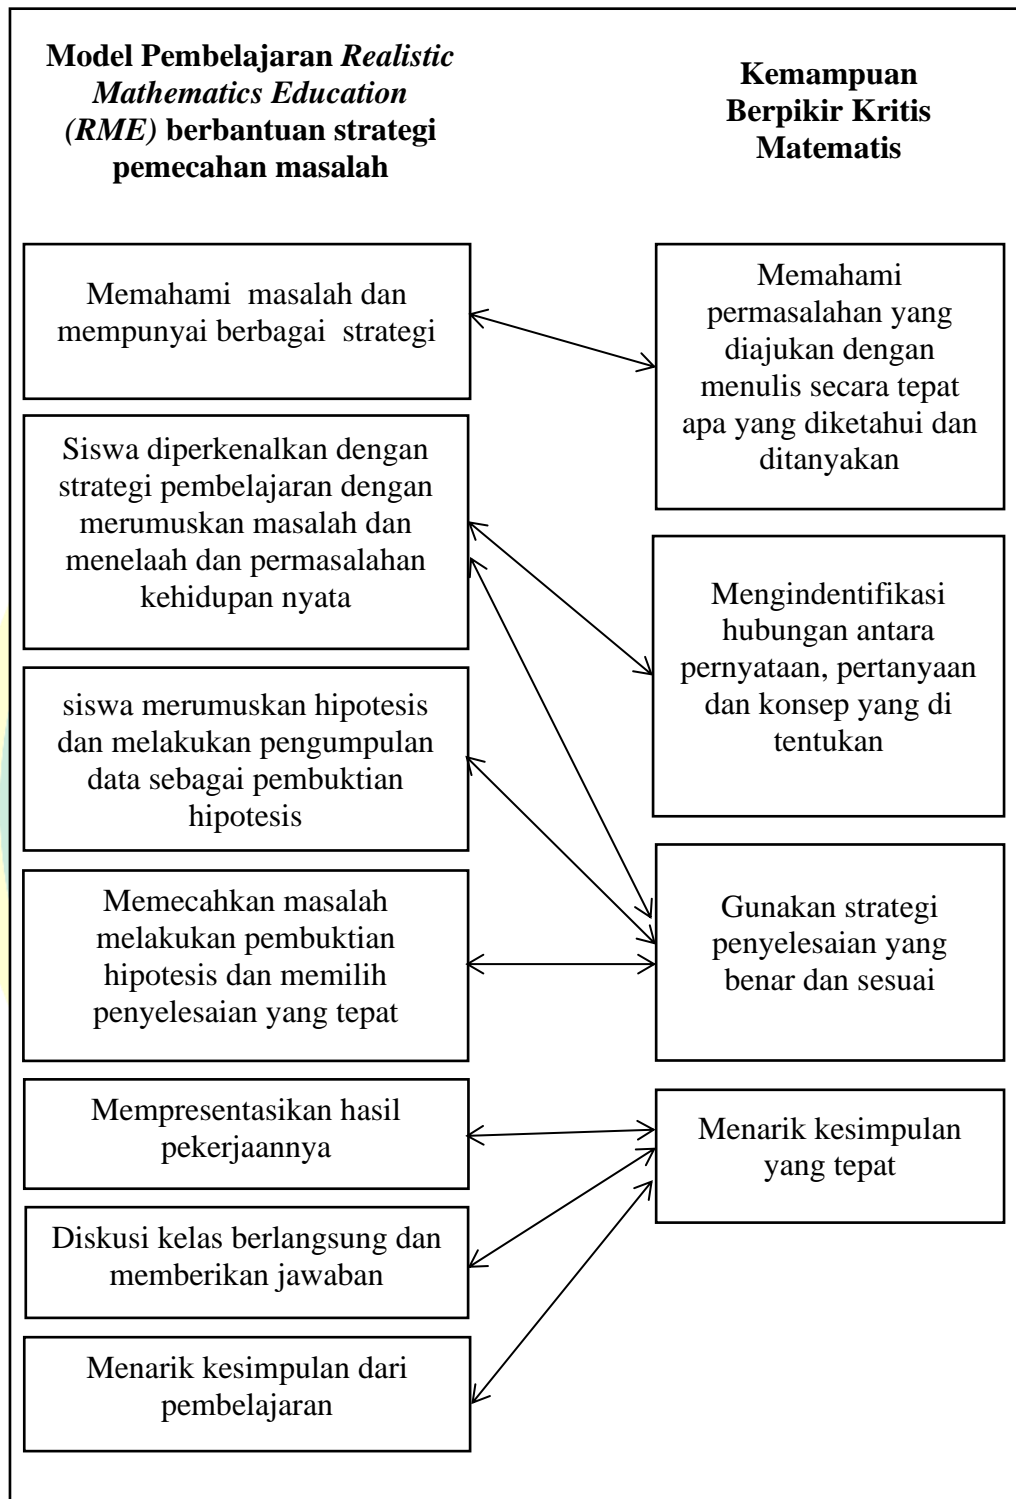 Model Pembelajaran Realistic
Mathematics Education
(RME) berbantuan strategi
pemecahan masalah
Kemampuan
Berpikir Kritis
Matematis
Memahami masalah dan
mempunyai berbagai strategi
Siswa diperkenalkan dengan
strategi pembelajaran dengan
merumuskan masalah dan
menelaah dan permasalahan
kehidupan nyata
siswa merumuskan hipotesis
dan melakukan pengumpulan
data sebagai pembuktian
hipotesis
Memecahkan masalah
melakukan pembuktian
hipotesis dan memilih
penyelesaian yang tepat
Mempresentasikan hasil
pekerjaannya
Diskusi kelas berlangsung dan
memberikan jawaban
Menarik kesimpulan dari
pembelajaran
Memahami
permasalahan yang
diajukan dengan
menulis secara tepat
apa yang diketahui dan
ditanyakan
Mengindentifikasi
hubungan antara
pernyataan, pertanyaan
dan konsep yang di
tentukan
Gunakan strategi
penyelesaian yang
benar dan sesuai
Menarik kesimpulan
yang tepat